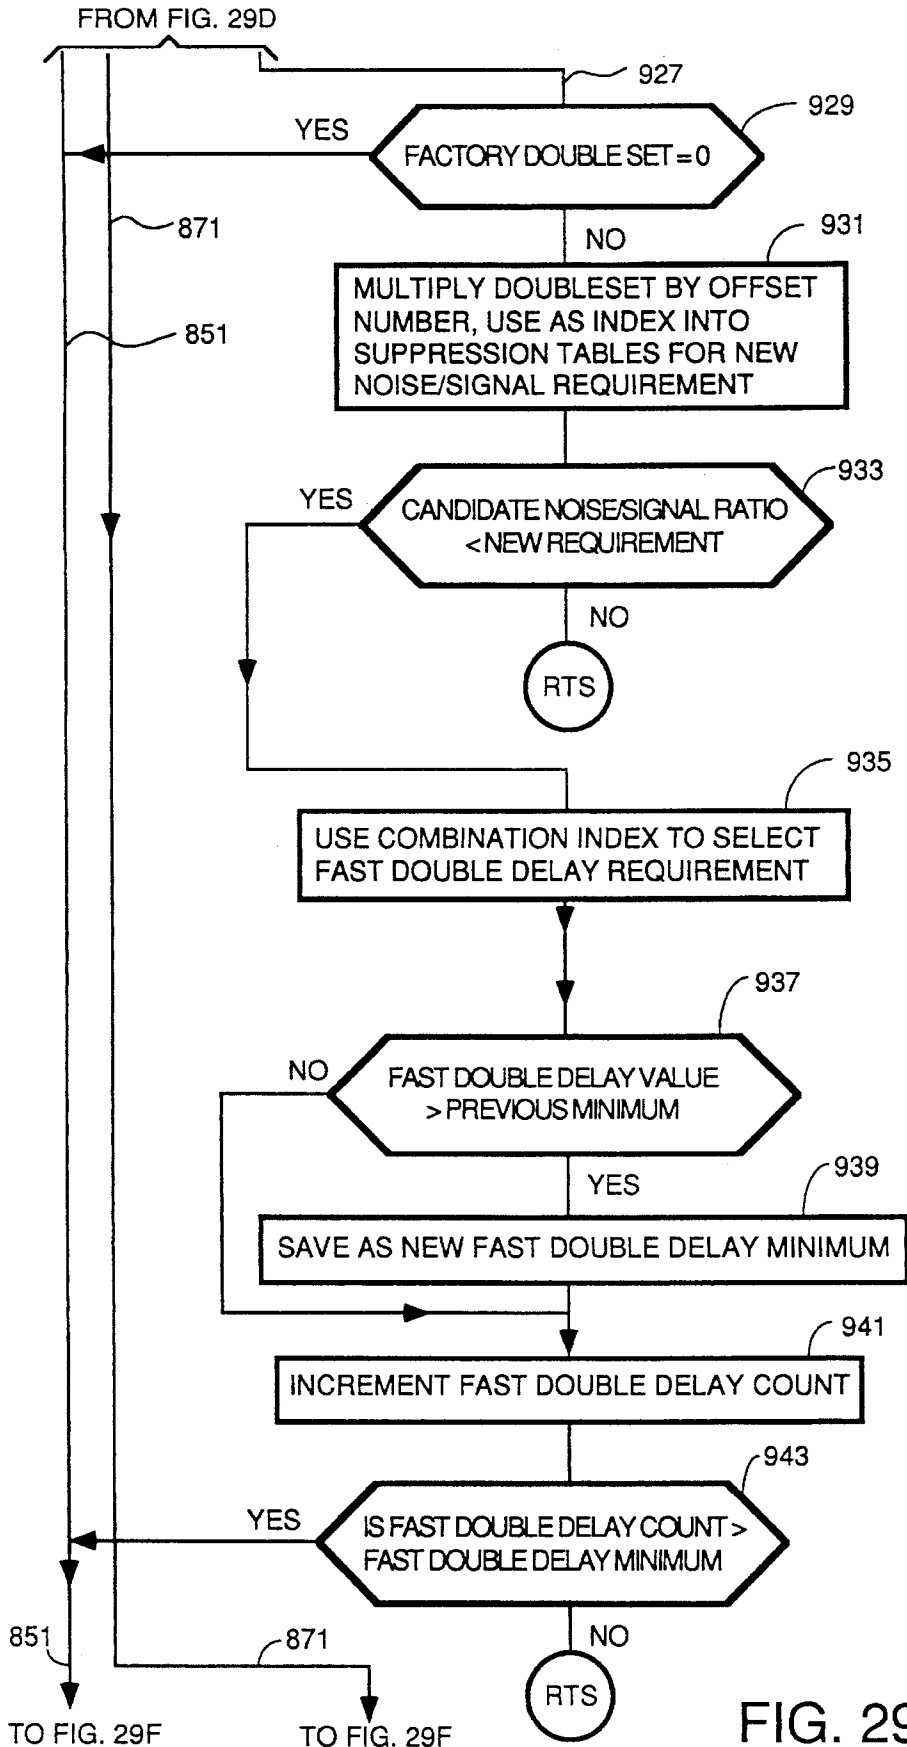 FROM FIG. 29D
927
929
YES
FACTORY DOUBLE SET = 0
871
NO
931
MULTIPLY DOUBLESET BY OFFSET
NUMBER, USE AS INDEX INTO
SUPPRESSION TABLES FOR NEW
NOISE/SIGNAL REQUIREMENT
851
933
YES
CANDIDATE NOISE/SIGNAL RATIO
< NEW REQUIREMENT
NO
RTS
935
USE COMBINATION INDEX TO SELECT
FAST DOUBLE DELAY REQUIREMENT
937
NO
FAST DOUBLE DELAY VALUE
> PREVIOUS MINIMUM
YES
939
SAVE AS NEW FAST DOUBLE DELAY MINIMUM
941
INCREMENT FAST DOUBLE DELAY COUNT
943
YES
IS FAST DOUBLE DELAY COUNT >
FAST DOUBLE DELAY MINIMUM
851
871
NO
RTS
TO FIG. 29F
TO FIG. 29F
FIG. 29